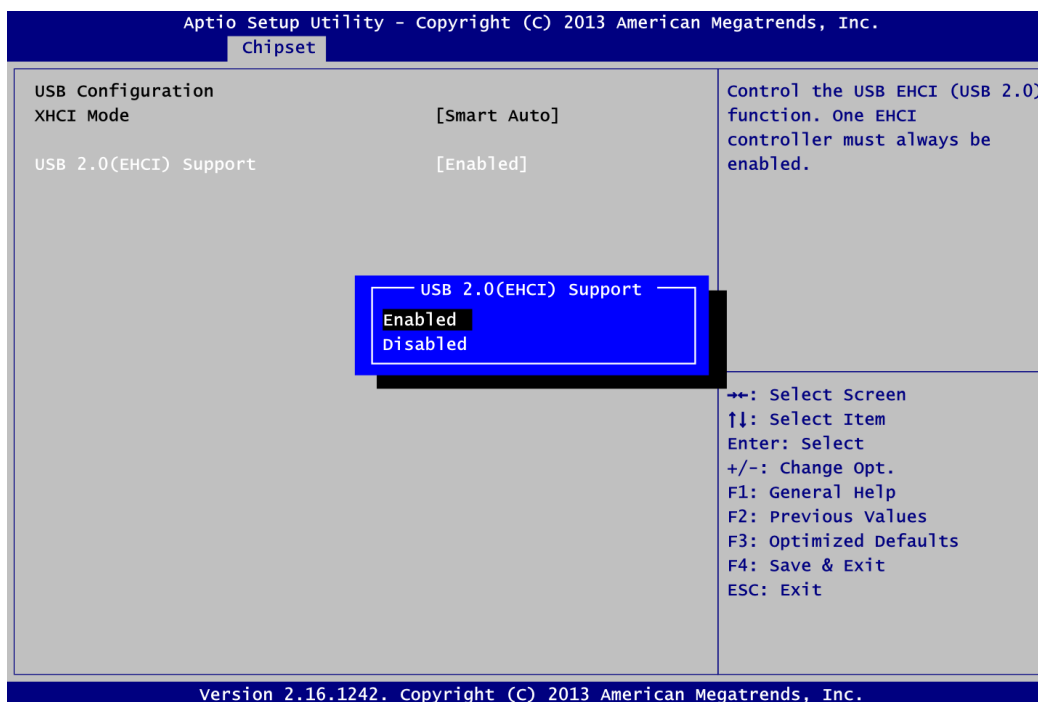 Aptio Setup Utility – Copyright (C) 2013 American Megatrends, Inc.
Chipset
USB Configuration
XHCI Mode [Smart Auto]
USB 2.0(EHCI) Support [Enabled]
Control the USB EHCI (USB 2.0)
function. One EHCI
controller must always be
enabled.
USB 2.0(EHCI) Support
Enabled
Disabled
→←: Select Screen
↑↓: Select Item
Enter: Select
+/-: Change Opt.
F1: General Help
F2: Previous Values
F3: Optimized Defaults
F4: Save & Exit
ESC: Exit
Version 2.16.1242. Copyright (C) 2013 American Megatrends, Inc.